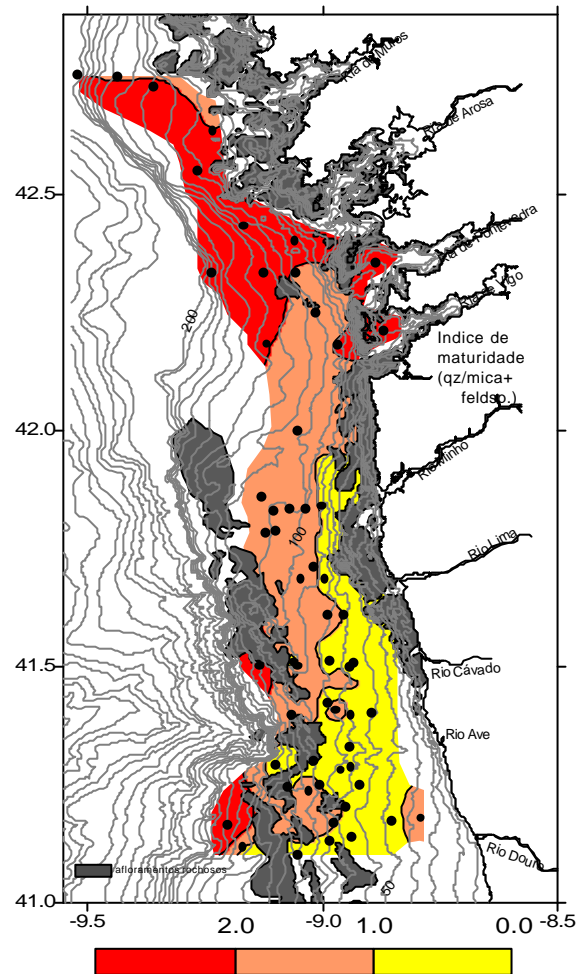 Ria de Muros
Ria de Arosa
42.5
Ria de Pontevedra
Ria de Vigo
200
Indice de
maturidade
(qz/mica+
feldsp.)
42.0
Rio Minho
100
Rio Lima
41.5
Rio Cávado
Rio Ave
Rio Douro
afloramentos rochosos
50
41.0
-9.5
-9.0
-8.5
2.0
1.0
0.0